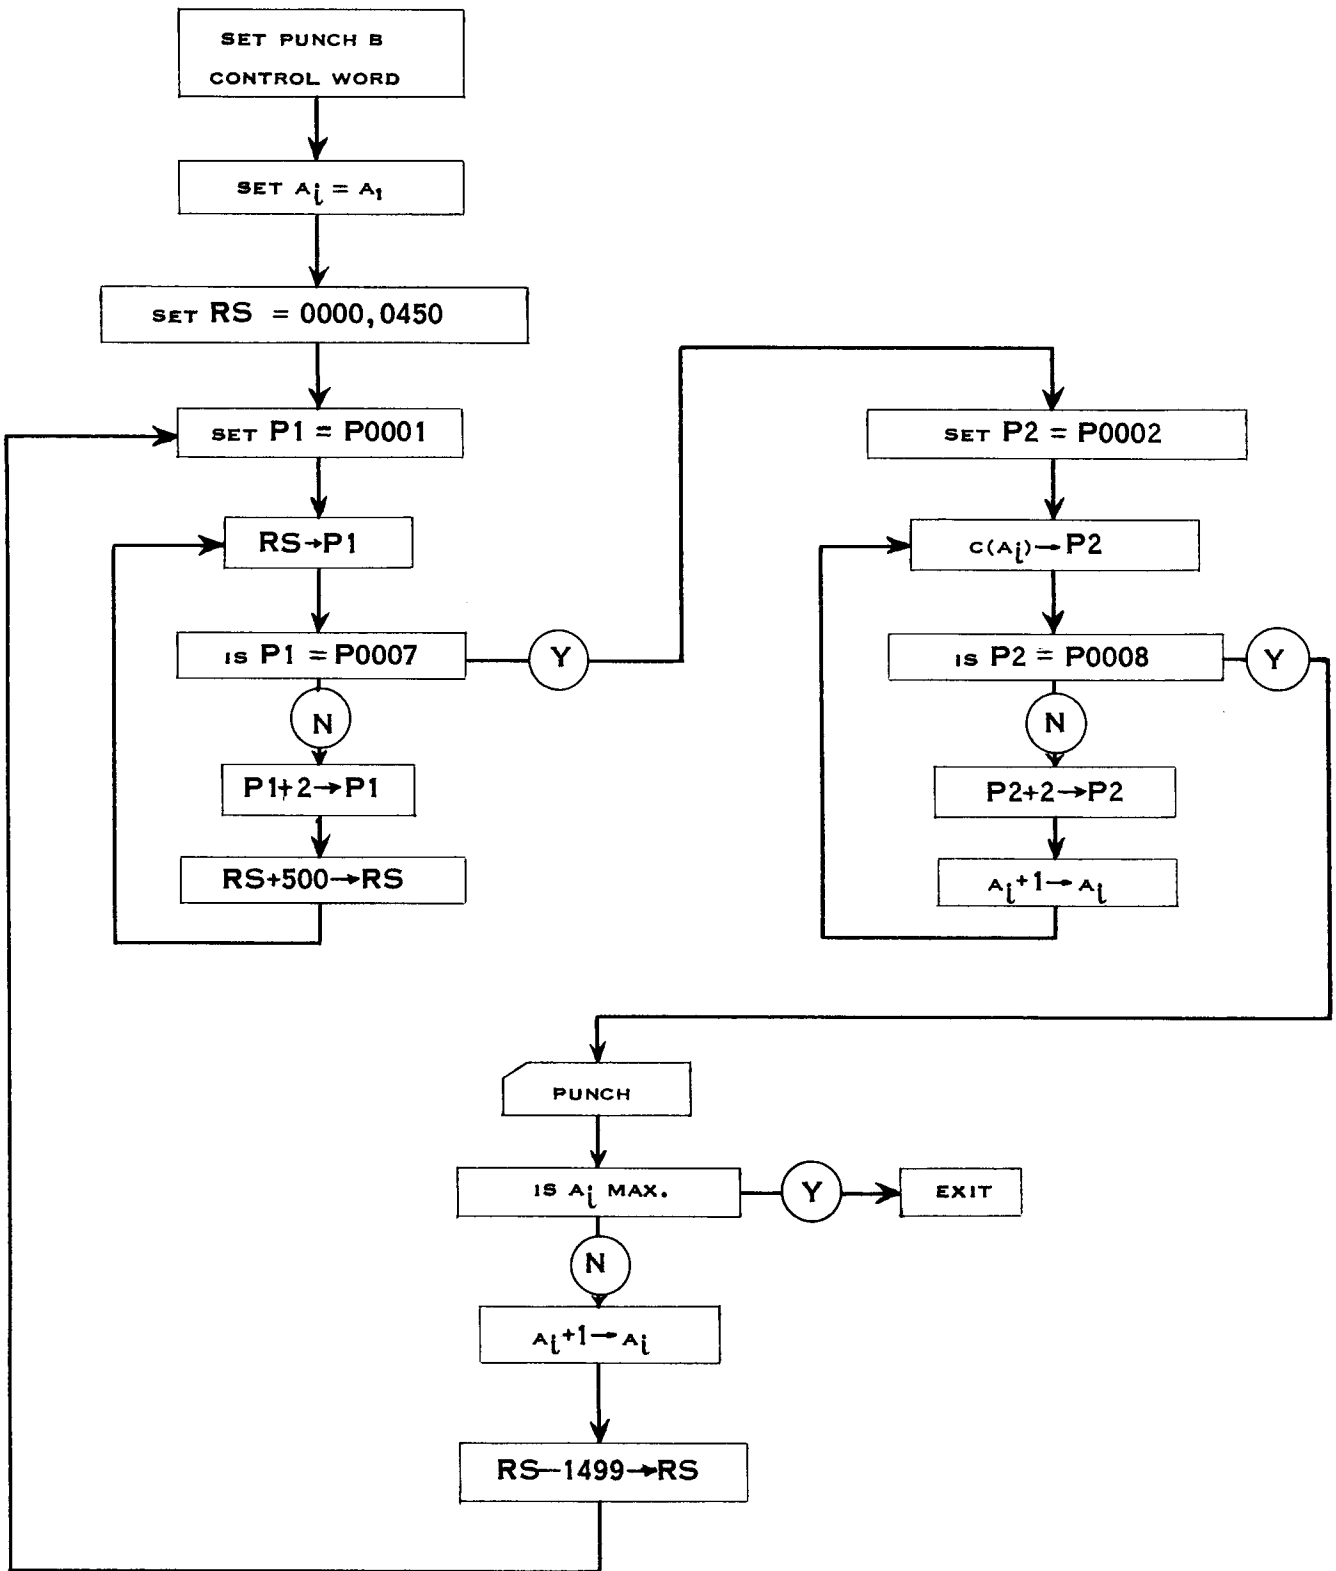 SET PUNCH B
CONTROL WORD
SET Ai = A1
SET RS = 0000,0450
SET P1 = P0001
RS→P1
IS P1 = P0007
Y
N
P1+2→P1
RS+500→RS
SET P2 = P0002
C(Ai)→P2
IS P2 = P0008
Y
N
P2+2→P2
Ai+1→Ai
PUNCH
IS Ai MAX.
Y
EXIT
N
Ai+1→Ai
RS—1499→RS